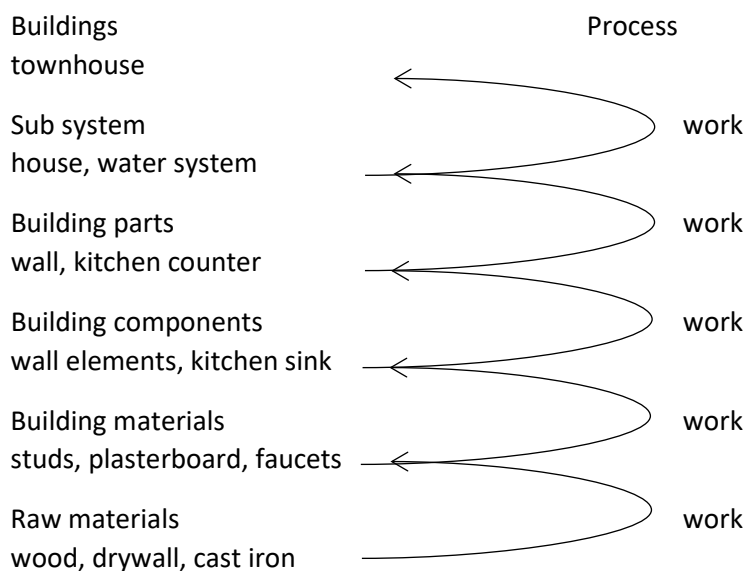 Buildings
Process
townhouse
Sub system
work
house, water system
Building parts
work
wall, kitchen counter
Building components
work
wall elements, kitchen sink
Building materials
work
studs, plasterboard, faucets
Raw materials
work
wood, drywall, cast iron